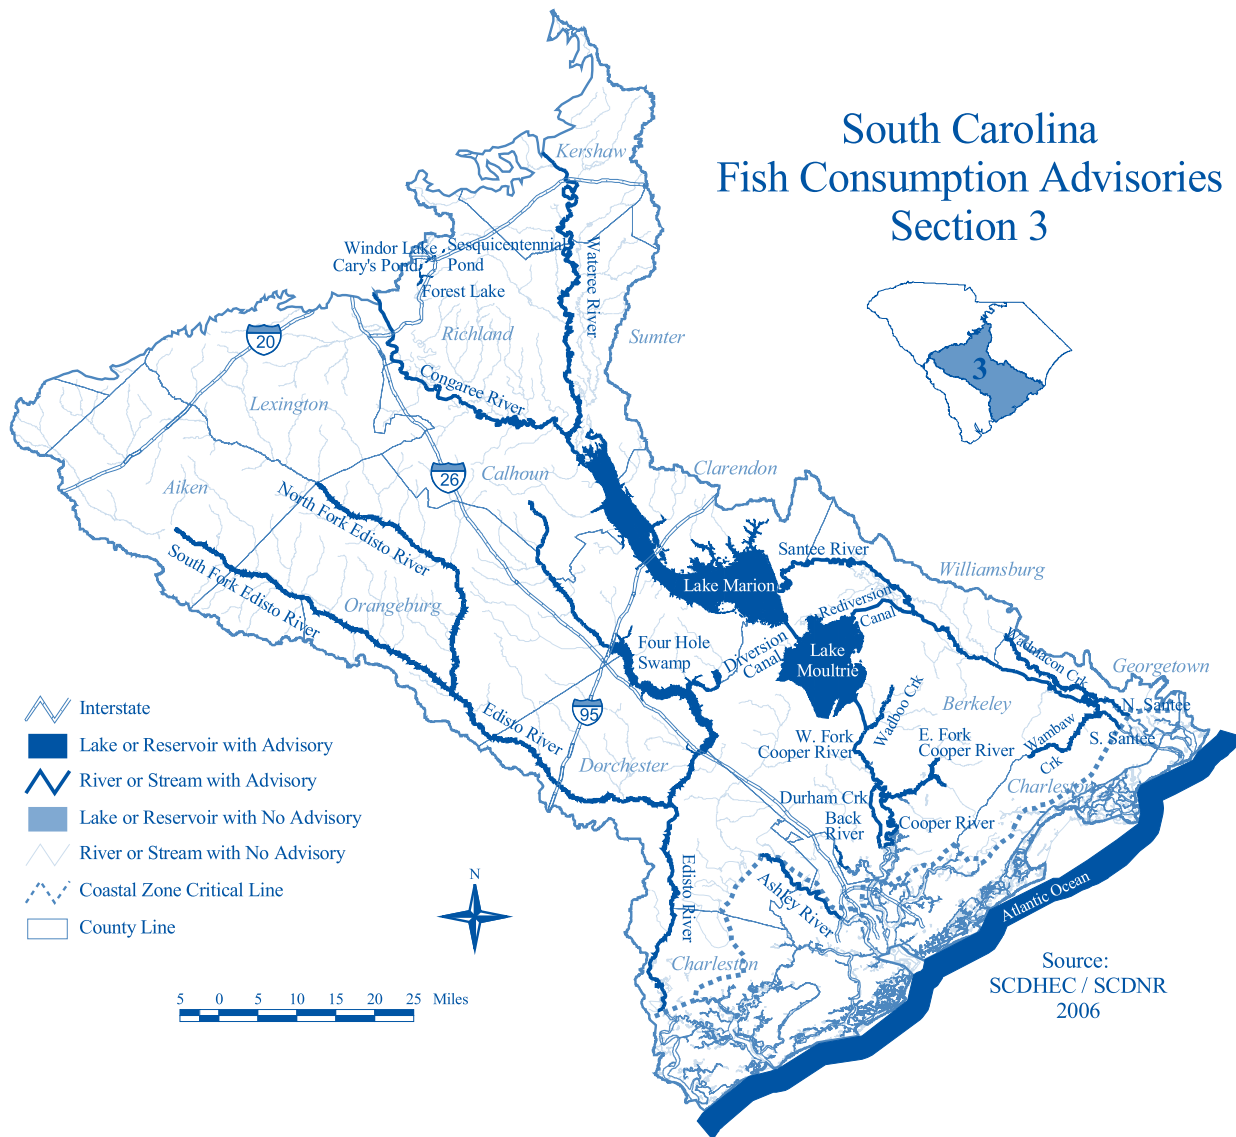 South Carolina
Fish Consumption Advisories
Section 3
3
Kershaw
Windor Lake
Sesquicentennial
Pond
Cary's Pond
Forest Lake
Wateree River
Richland
Sumter
20
Congaree River
Lexington
26
Calhoun
Clarendon
Aiken
North Fork Edisto River
South Fork Edisto River
Orangeburg
Santee River
Lake Marion
Williamsburg
Rediversion
Canal
Four Hole
Swamp
Diversion
Canal
Lake
Moultrie
Wadmacon Crk
Georgetown
N. Santee
S. Santee
Wadboo Crk
Berkeley
Wambaw
Crk
W. Fork
Cooper River
E. Fork
Cooper River
95
Edisto River
Dorchester
Charleston
Durham Crk
Back
River
Cooper River
Edisto River
Ashley River
Charleston
Atlantic Ocean
Interstate
Lake or Reservoir with Advisory
River or Stream with Advisory
Lake or Reservoir with No Advisory
River or Stream with No Advisory
Coastal Zone Critical Line
County Line
N
5 0 5 10 15 20 25 Miles
Source:
SCDHEC / SCDNR
2006